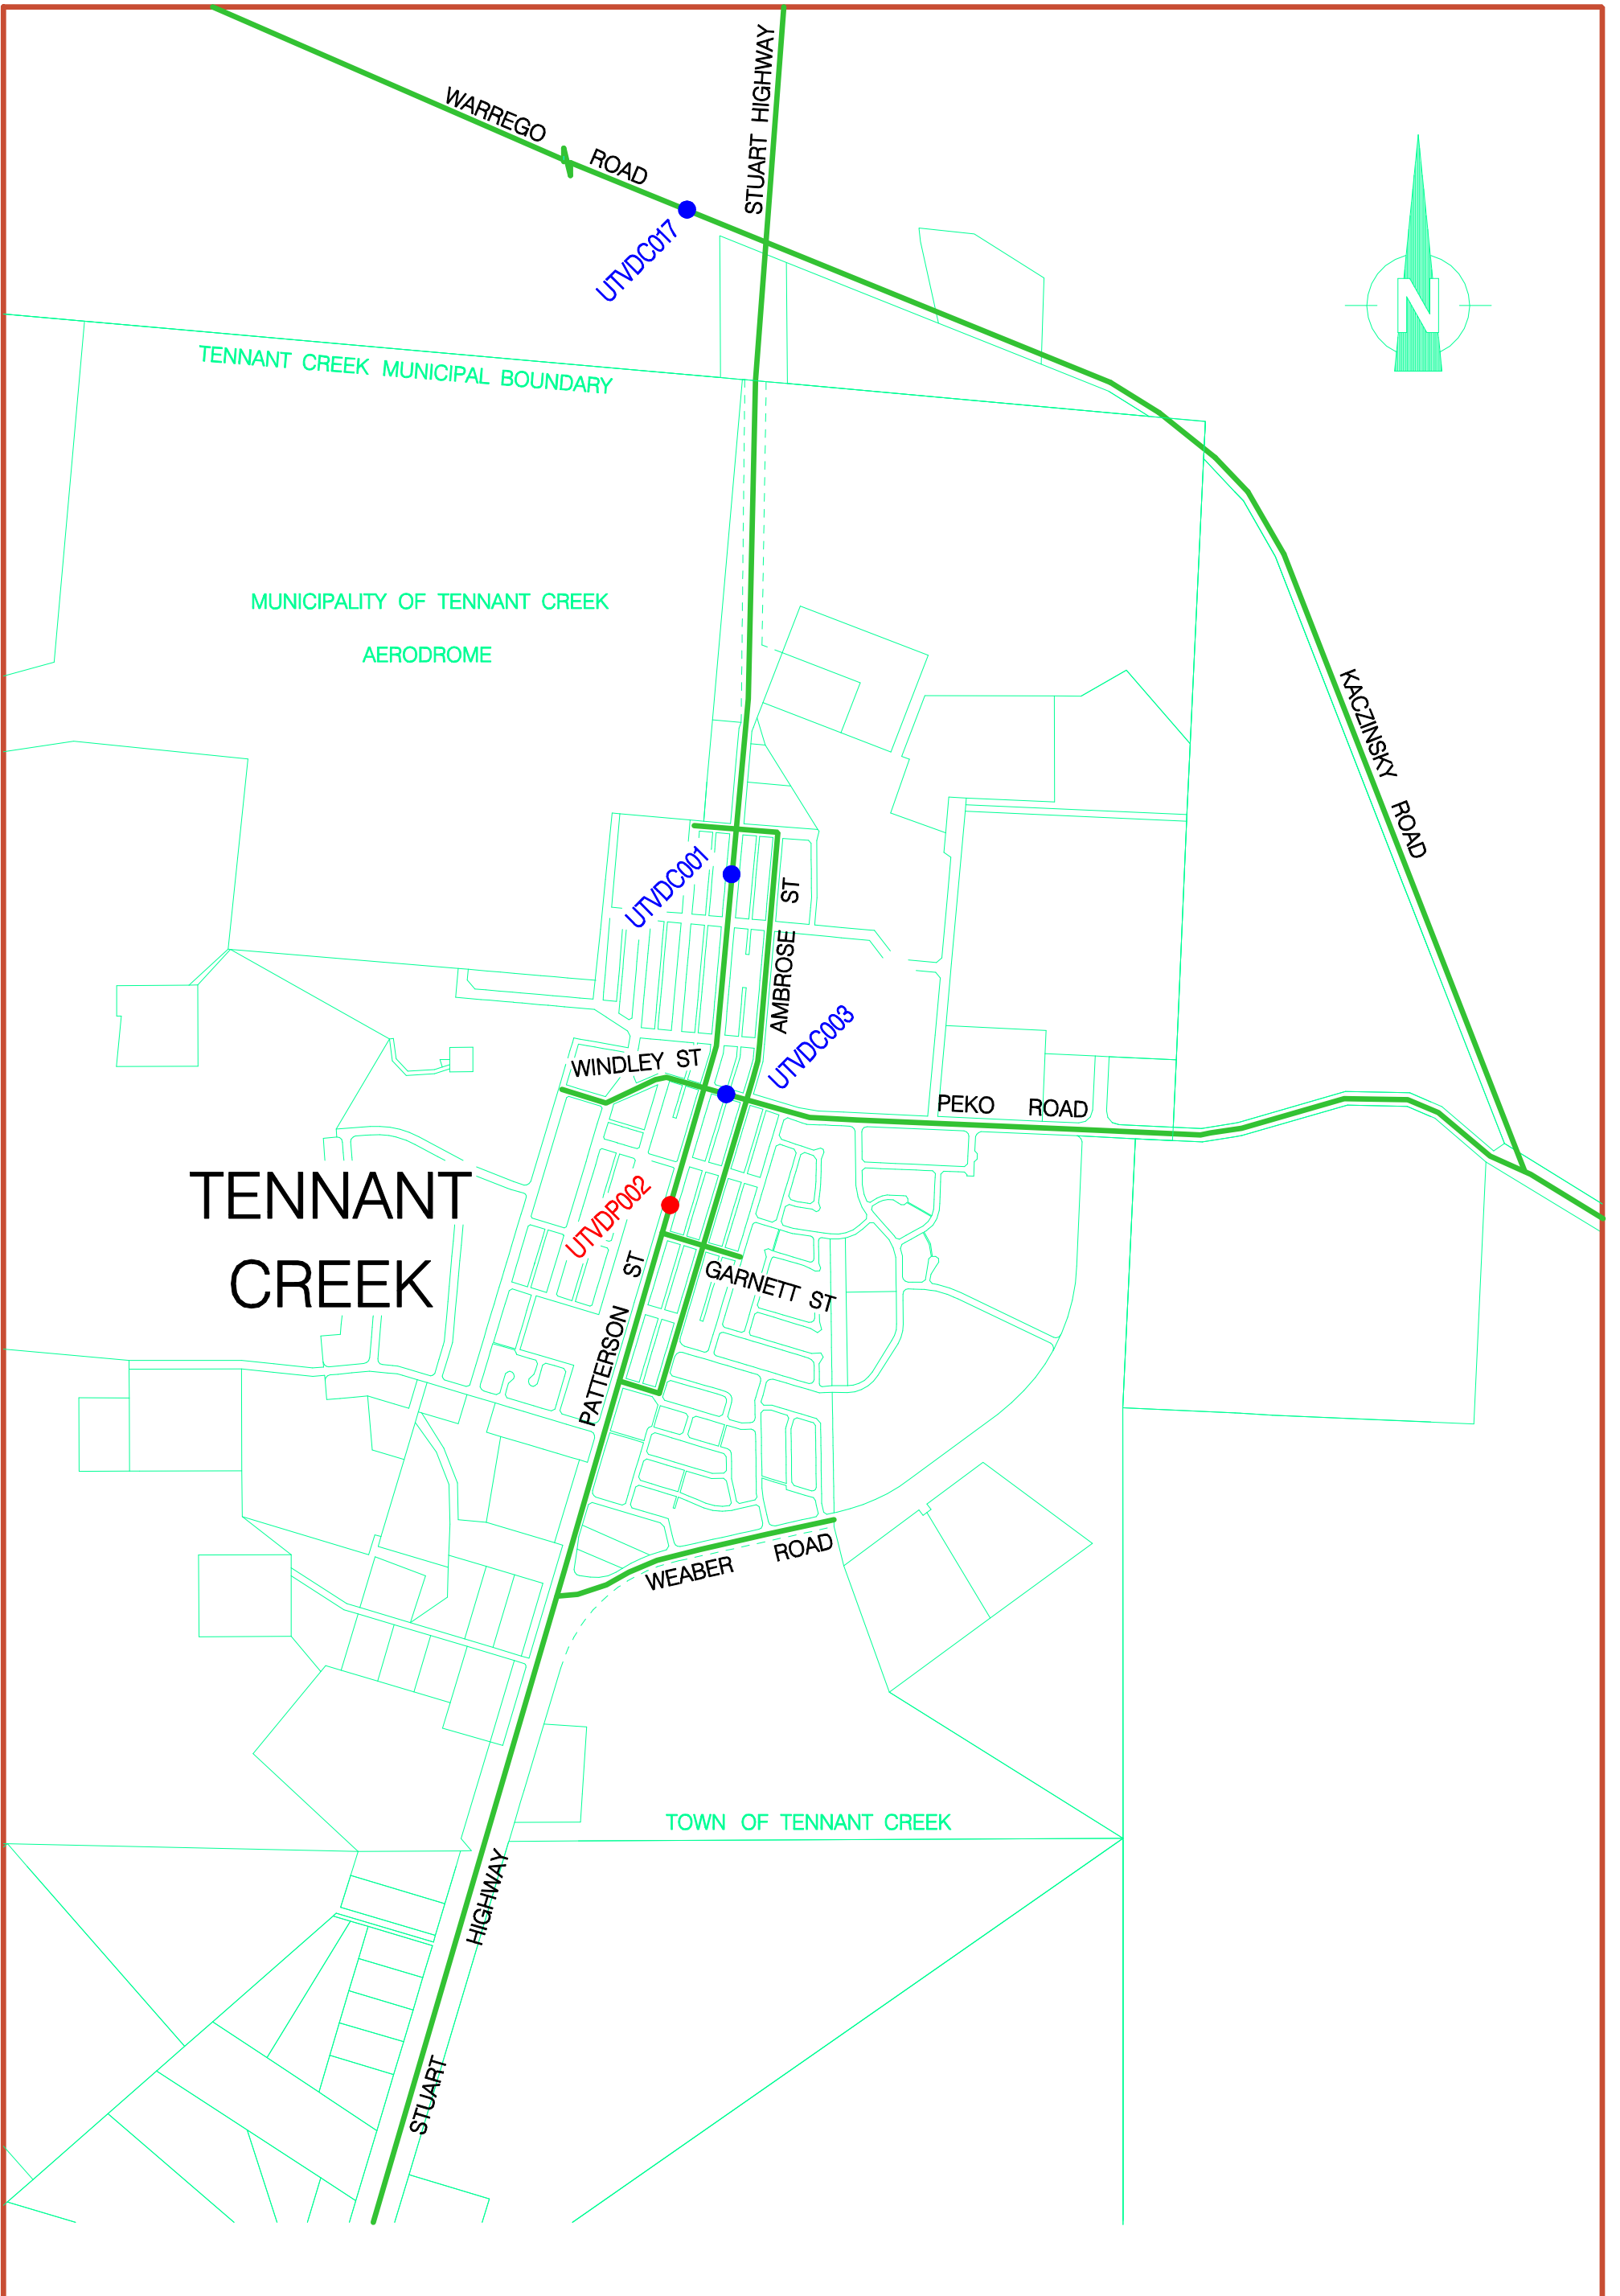 STUART HIGHWAY
WARREGO ROAD
UTVDC017
N
TENNANT CREEK MUNICIPAL BOUNDARY
MUNICIPALITY OF TENNANT CREEK
AERODROME
KACZINSKY ROAD
UTVDC001
AMBROSE ST
UTVDC003
WINDLEY ST
PEKO ROAD
TENNANT
CREEK
UTVDP002
GARNETT ST
PATTERSON ST
WEABER ROAD
TOWN OF TENNANT CREEK
STUART HIGHWAY